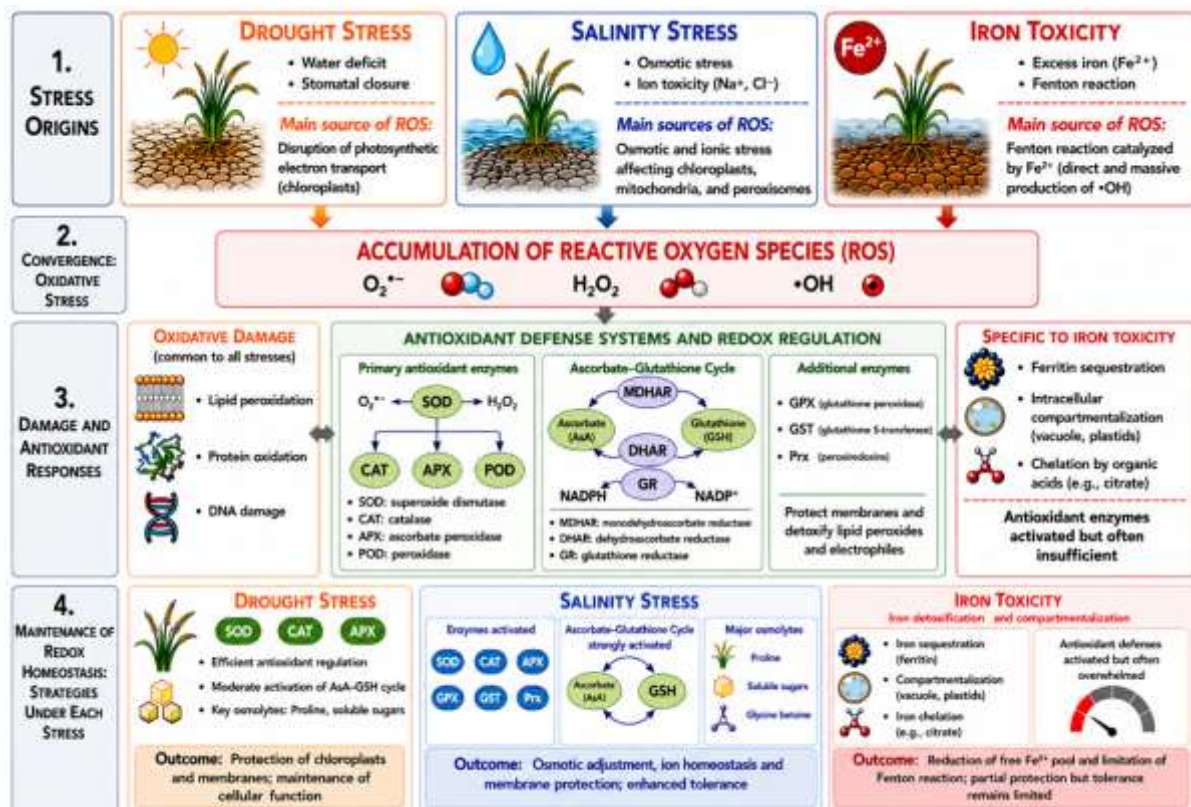 1.
STRESS
ORIGINS
DROUGHT STRESS
• Water deficit
• Stomatal closure
Main source of ROS:
Disruption of photosynthetic
electron transport
(chloroplasts)
SALINITY STRESS
• Osmotic stress
• Ion toxicity (Na⁺, Cl⁻)
Main sources of ROS:
Osmotic and ionic stress
affecting chloroplasts,
mitochondria, and peroxisomes
Fe²⁺
IRON TOXICITY
• Excess iron (Fe²⁺)
• Fenton reaction
Main source of ROS:
Fenton reaction catalyzed
by Fe²⁺ (direct and massive
production of •OH)
2.
CONVERGENCE:
OXIDATIVE
STRESS
ACCUMULATION OF REACTIVE OXYGEN SPECIES (ROS)
O₂•⁻
H₂O₂
•OH
3.
DAMAGE AND
ANTIOXIDANT
RESPONSES
OXIDATIVE DAMAGE
(common to all stresses)
• Lipid peroxidation
• Protein oxidation
• DNA damage
ANTIOXIDANT DEFENSE SYSTEMS AND REDOX REGULATION
Primary antioxidant enzymes
O₂•⁻
SOD
H₂O₂
CAT
APX
POD
• SOD: superoxide dismutase
• CAT: catalase
• APX: ascorbate peroxidase
• POD: peroxidase
Ascorbate–Glutathione Cycle
MDHAR
Ascorbate
(AsA)
Glutathione
(GSH)
DHAR
GR
NADPH
NADP⁺
• MDHAR: monodehydroascorbate reductase
• DHAR: dehydroascorbate reductase
• GR: glutathione reductase
Additional enzymes
• GPX (glutathione peroxidase)
• GST (glutathione S-transferase)
• Prx (peroxiredoxins)
Protect membranes and
detoxify lipid peroxides
and electrophiles
SPECIFIC TO IRON TOXICITY
• Ferritin sequestration
• Intracellular
compartmentalization
(vacuole, plastids)
• Chelation by organic
acids (e.g., citrate)
Antioxidant enzymes
activated but often
insufficient
4.
MAINTENANCE OF
REDOX
HOMEOSTASIS:
STRATEGIES
UNDER EACH
STRESS
DROUGHT STRESS
SOD
CAT
APX
• Efficient antioxidant regulation
• Moderate activation of AsA–GSH cycle
• Key osmolytes: Proline, soluble sugars
Outcome: Protection of chloroplasts
and membranes; maintenance of
cellular function
SALINITY STRESS
Enzymes activated
SOD
CAT
APX
GPX
GST
Prx
Ascorbate–Glutathione Cycle
strongly activated
Ascorbate
(AsA)
GSH
Major osmolytes
Proline
Soluble sugars
Glycine betaine
Outcome: Osmotic adjustment, ion homeostasis and
membrane protection; enhanced tolerance
IRON TOXICITY
Iron detoxification and compartmentalization
• Iron sequestration
(ferritin)
• Compartmentalization
(vacuole, plastids)
• Iron chelation
(e.g., citrate)
Antioxidant defenses
activated but often
overwhelmed
Outcome: Reduction of free Fe²⁺ pool and limitation of
Fenton reaction; partial protection but tolerance
remains limited